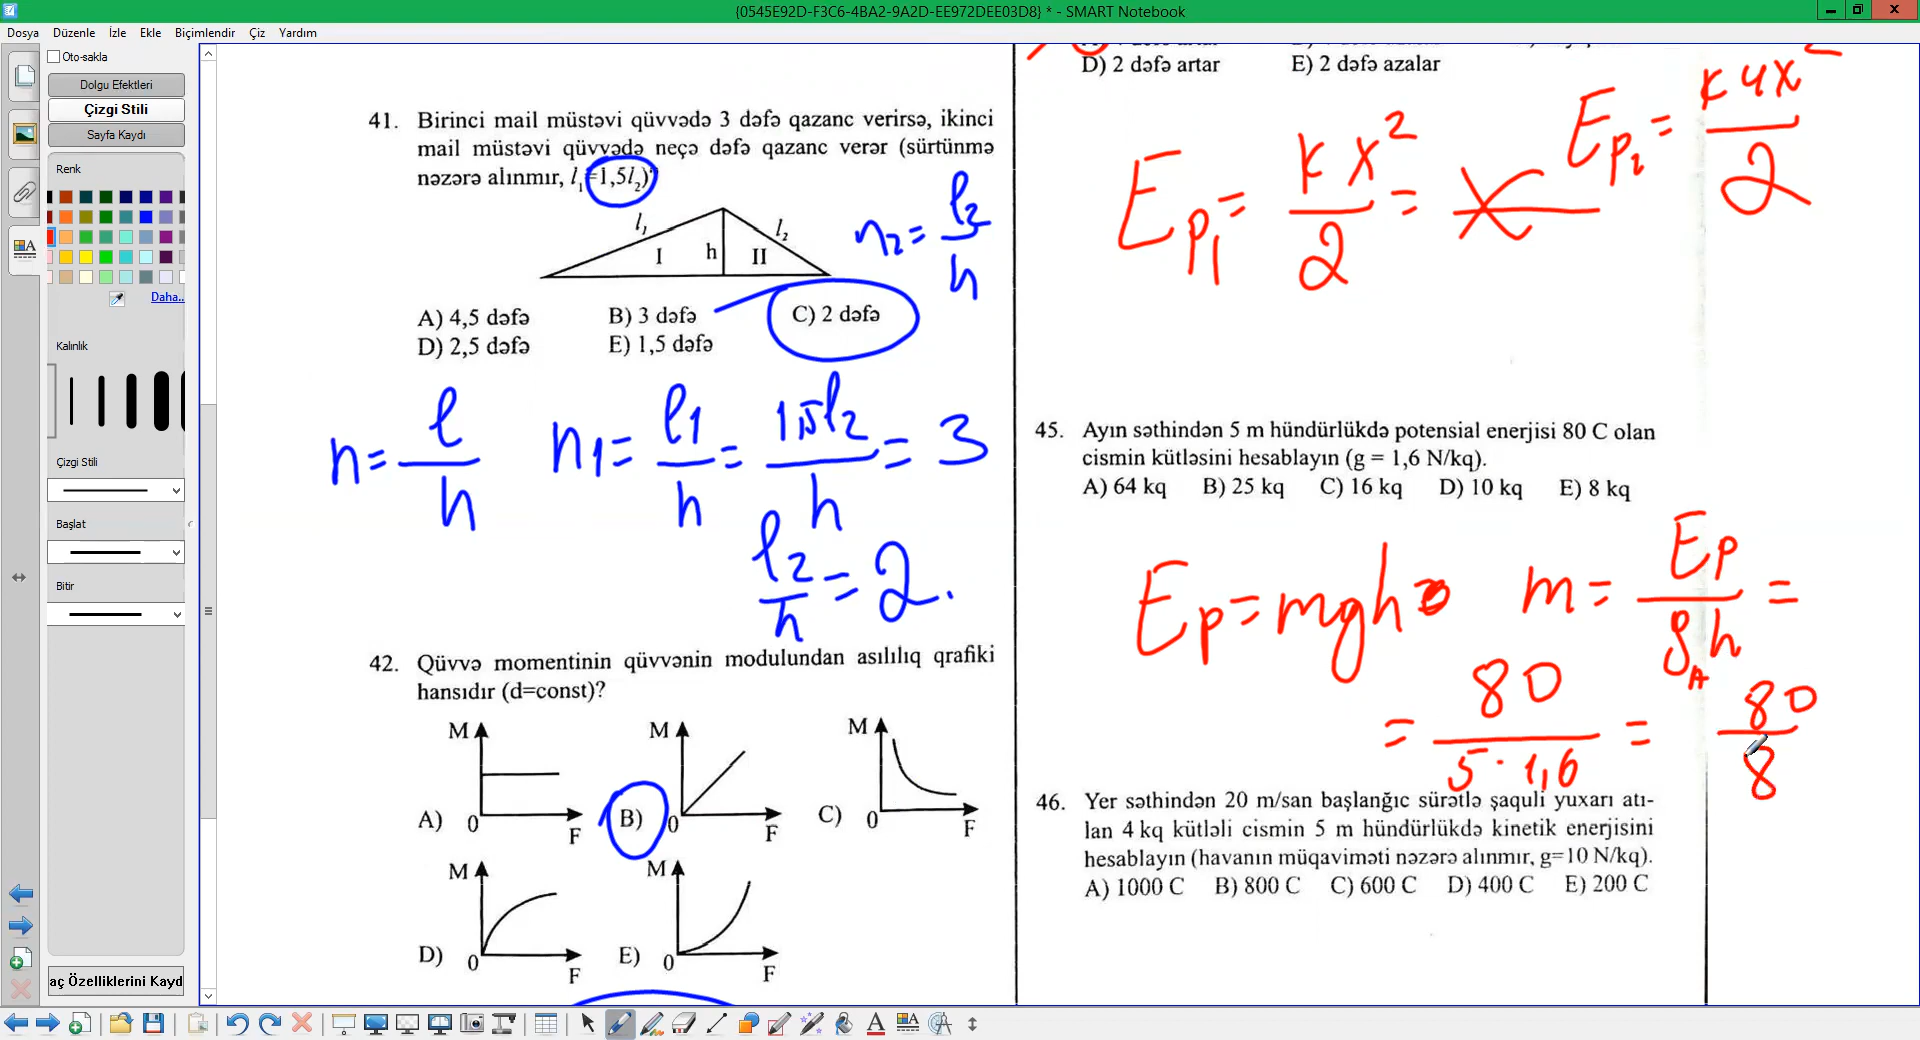 {0545E92D-F3C6-4BA2-9A2D-EE972DEE03D8} * - SMART Notebook
Dosya Düzenle İzle Ekle Biçimlendir Çiz Yardım
Oto-sakla
Dolgu Efektleri
Çizgi Stili
Sayfa Kaydı
Renk
Daha..
Kalınlık
Çizgi Stili
Başlat
Bitir
aç Özelliklerini Kayd
41. Birinci mail müstəvi qüvvədə 3 dəfə qazanc verirsə, ikinci
mail müstəvi qüvvədə neçə dəfə qazanc verər (sürtünmə
nəzərə alınmır, l₁=1,5l₂)
l₁ l₂
I h II
n₂ = l₂/h
A) 4,5 dəfə B) 3 dəfə C) 2 dəfə
D) 2,5 dəfə E) 1,5 dəfə
n = l/h n1 = l1/h = 1,5l2/h = 3
l2/h = 2.
42. Qüvvə momentinin qüvvənin modulundan asılılıq qrafiki
hansıdır (d=const)?
M M M
A) 0 F B) 0 F C) 0 F
M M
D) 0 F E) 0 F
D) 2 dəfə artar E) 2 dəfə azalar
Ep1 = kx²/2 = Ep2 = k4x²/2
45. Ayın səthindən 5 m hündürlükdə potensial enerjisi 80 C olan
cismin kütləsini hesablayın (g = 1,6 N/kq).
A) 64 kq B) 25 kq C) 16 kq D) 10 kq E) 8 kq
Ep = mgh m = Ep/gAh =
= 80/5·1,6 = 80/8
46. Yer səthindən 20 m/san başlanğıc sürətlə şaquli yuxarı atı-
lan 4 kq kütləli cismin 5 m hündürlükdə kinetik enerjisini
hesablayın (havanın müqaviməti nəzərə alınmır, g=10 N/kq).
A) 1000 C B) 800 C C) 600 C D) 400 C E) 200 C